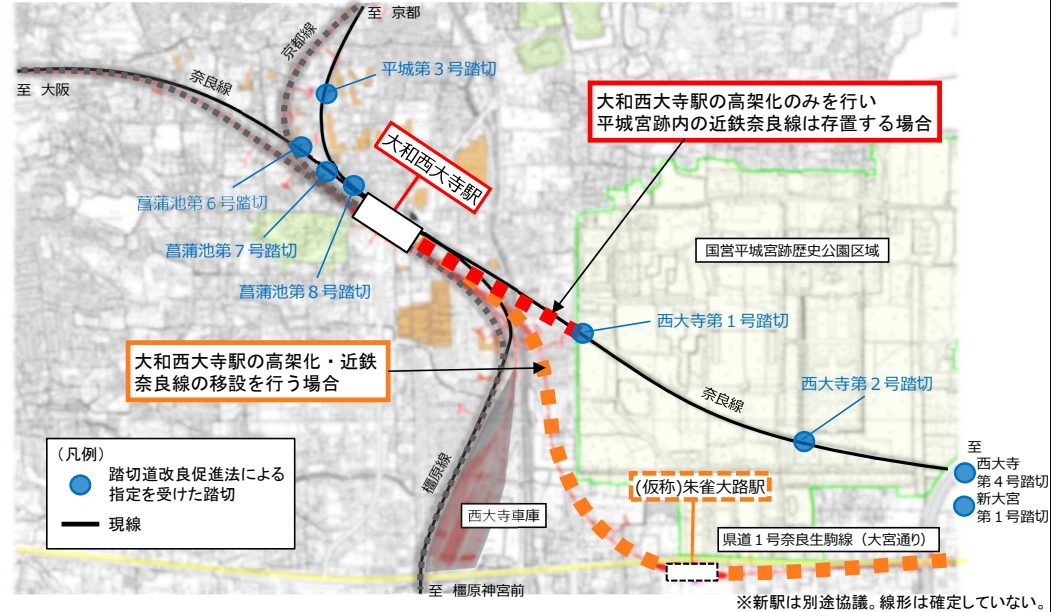 至 京都
京都線
平城第３号踏切
奈良線
至 大阪
大和西大寺駅の高架化のみを行い
平城宮跡内の近鉄奈良線は存置する場合
大和西大寺駅
菖蒲池第６号踏切
菖蒲池第７号踏切
菖蒲池第８号踏切
国営平城宮跡歴史公園区域
西大寺第１号踏切
大和西大寺駅の高架化・近鉄
奈良線の移設を行う場合
西大寺第２号踏切
奈良線
（凡例）
踏切道改良促進法による
指定を受けた踏切
現線
橿原線
西大寺車庫
(仮称)朱雀大路駅
至
西大寺
第４号踏切
新大宮
第１号踏切
県道１号奈良生駒線（大宮通り）
至 橿原神宮前
※新駅は別途協議。線形は確定していない。